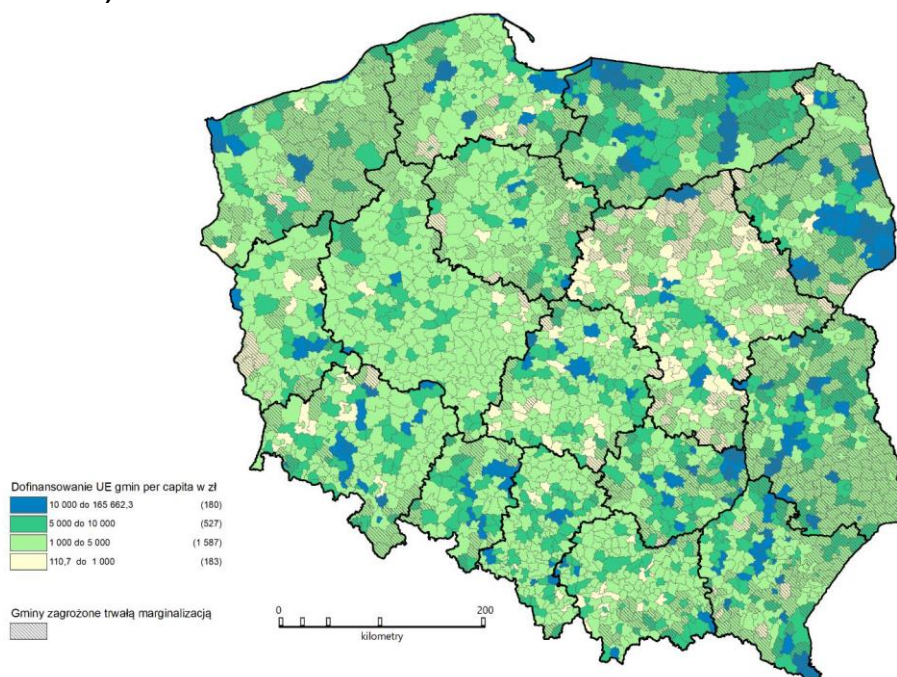 Dofinansowanie UE gmin per capita w zł
10 000 do 165 662,3 (180)
5 000 do 10 000 (527)
1 000 do 5 000 (1 587)
110,7 do 1 000 (183)
Gminy zagrożone trwałą marginalizacją
0 200
kilometry